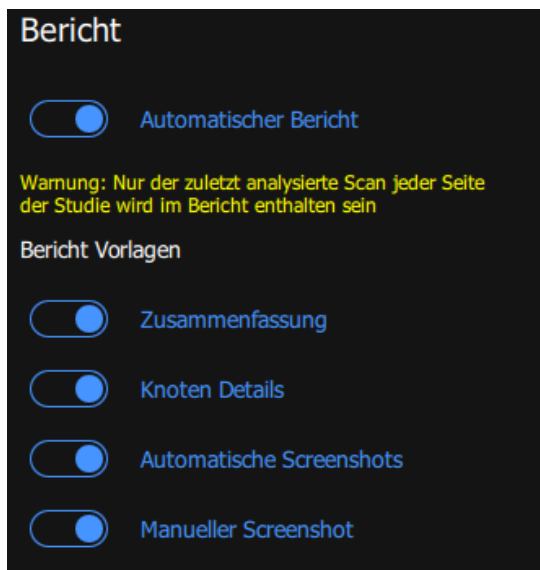 Bericht
Automatischer Bericht
Warnung: Nur der zuletzt analysierte Scan jeder Seite
der Studie wird im Bericht enthalten sein
Bericht Vorlagen
Zusammenfassung
Knoten Details
Automatische Screenshots
Manueller Screenshot